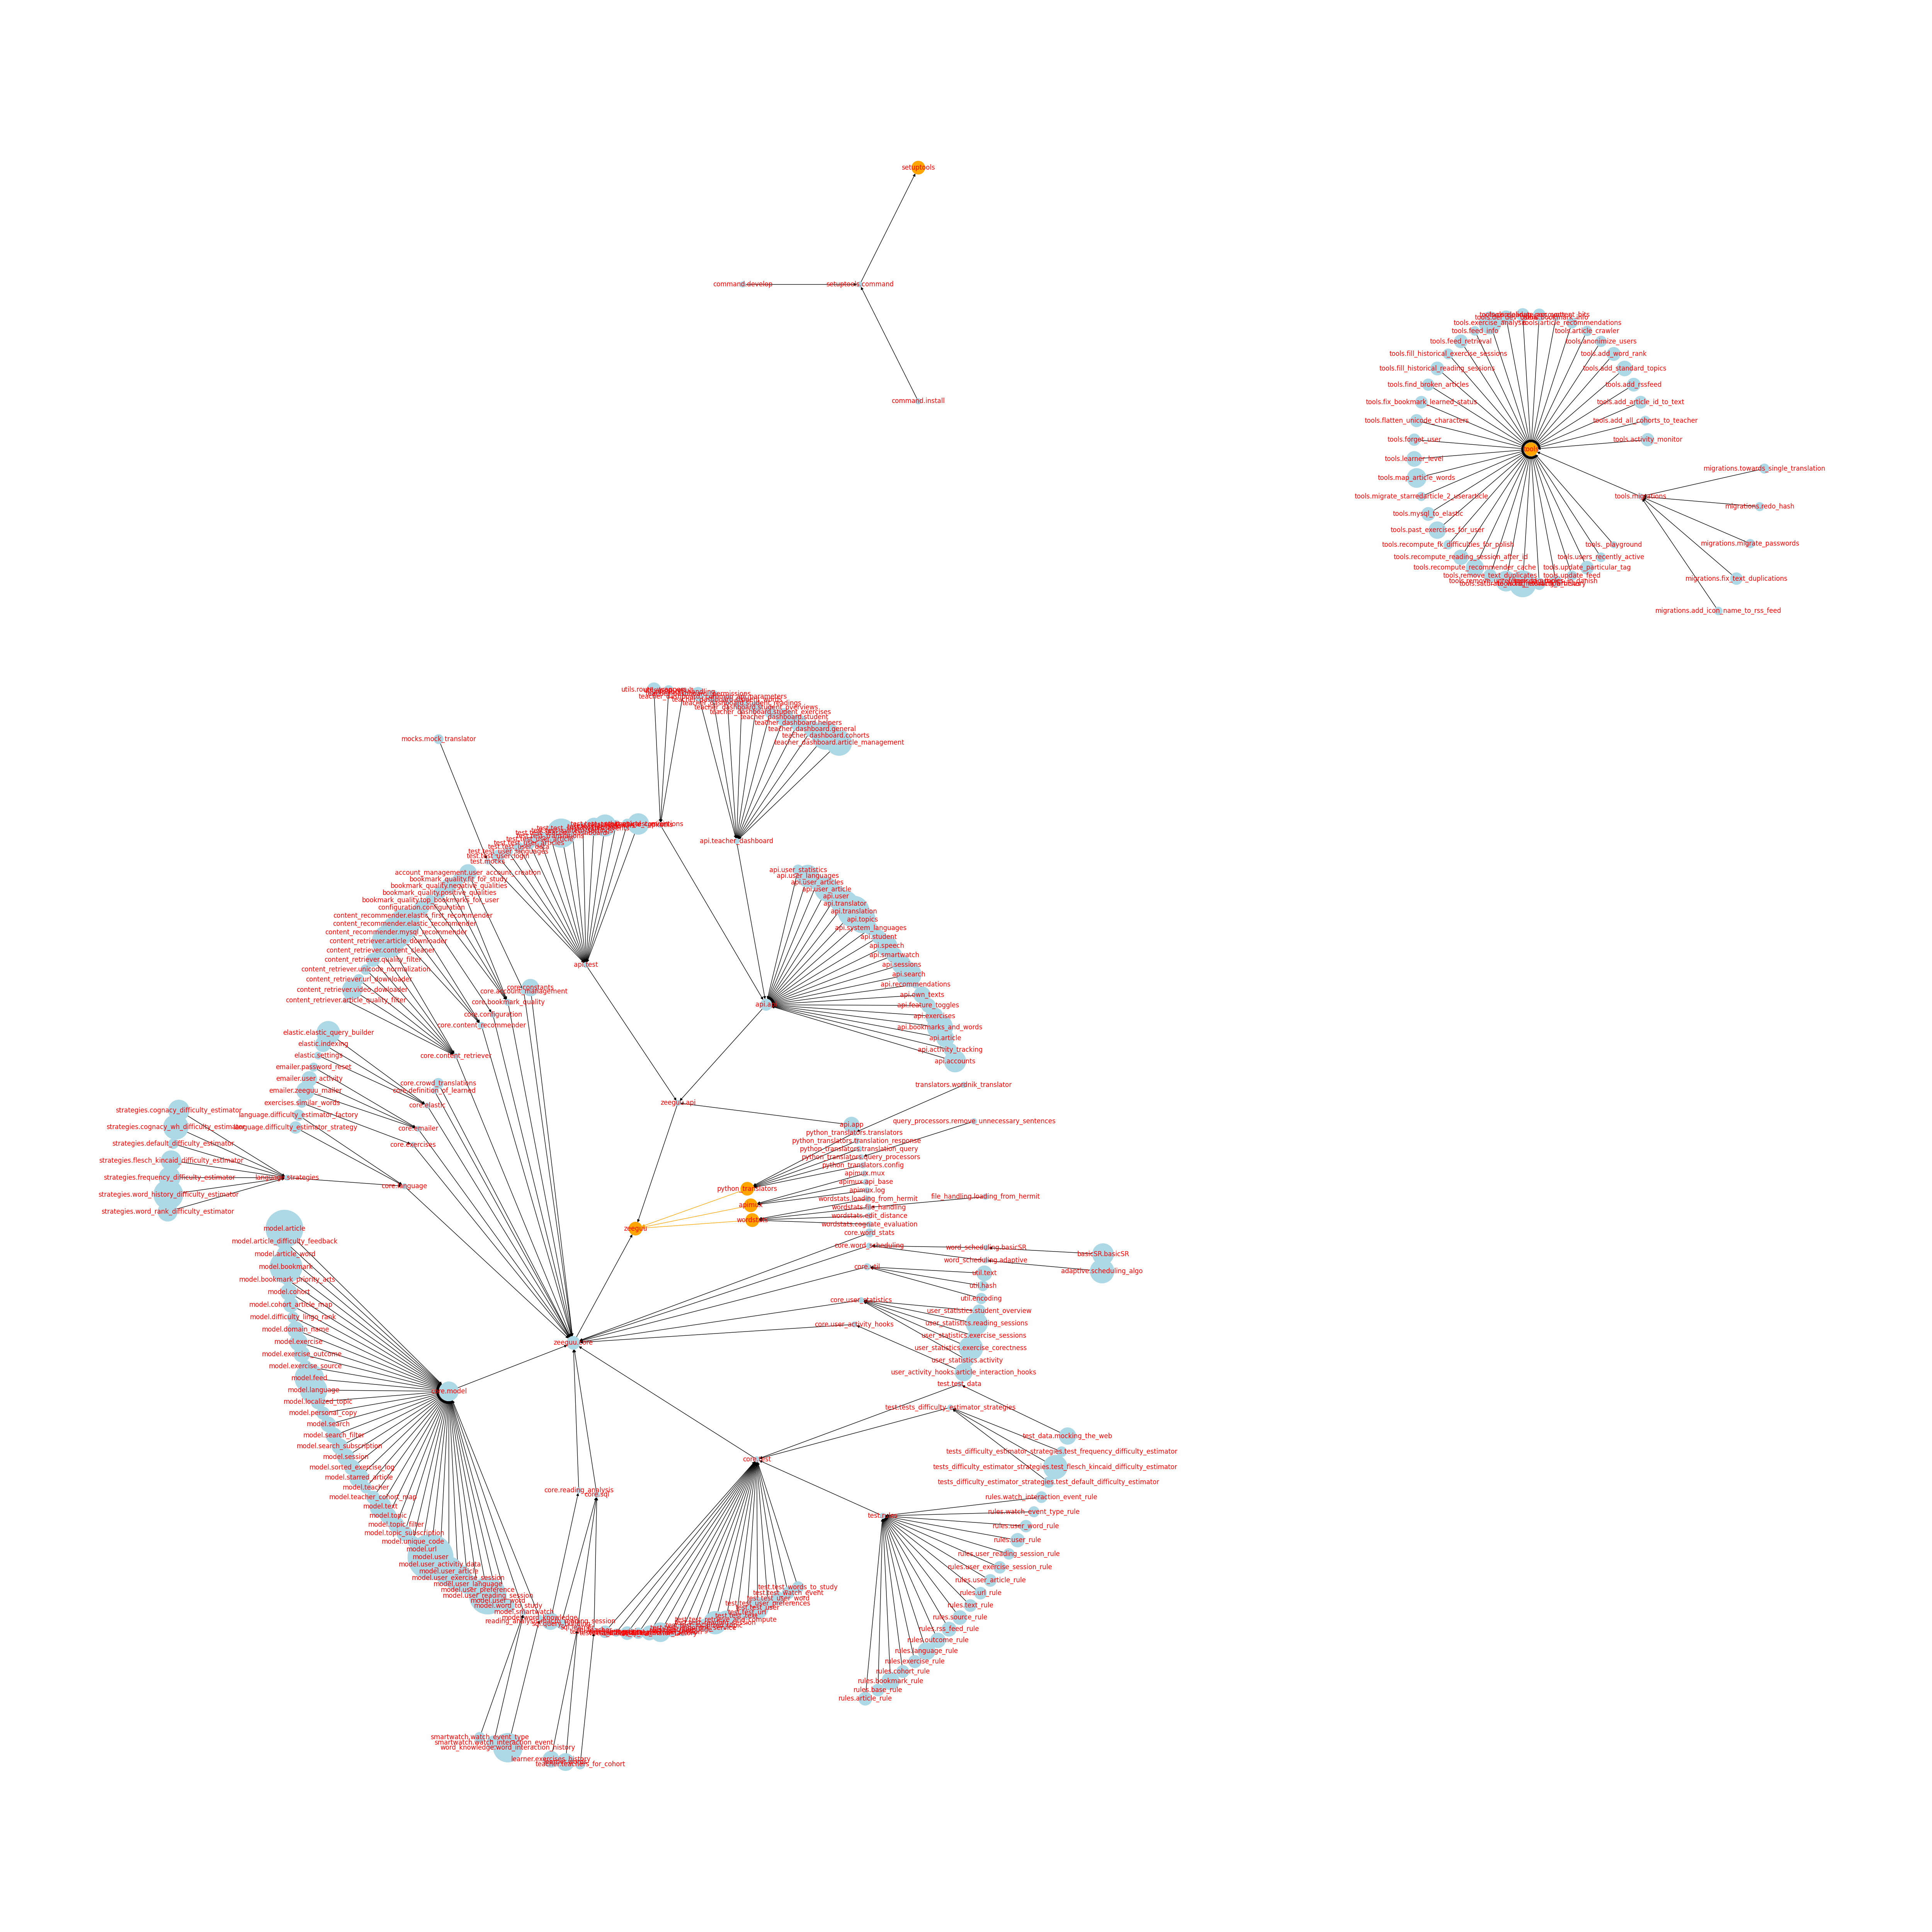 setuptools
command.develop
setuptools.command
command.install
tools.article_recommendations
tools.feed_info
tools.article_crawler
tools.feed_retrieval
tools.anonimize_users
tools.fill_historical_exercise_sessions
tools.add_word_rank
tools.fill_historical_reading_sessions
tools.add_standard_topics
tools.find_broken_articles
tools.add_rssfeed
tools.fix_bookmark_learned_status
tools.add_article_id_to_text
tools.flatten_unicode_characters
tools.add_all_cohorts_to_teacher
tools.forget_user
tools.activity_monitor
tools
tools.learner_level
migrations.towards_single_translation
tools.map_article_words
tools.migrate_starredarticle_2_userarticle
tools.migrations
migrations.redo_hash
tools.mysql_to_elastic
tools.past_exercises_for_user
tools.recompute_fk_difficulties_for_polish
tools._playground
migrations.migrate_passwords
tools.recompute_reading_session_after_id
tools.users_recently_active
tools.recompute_recommender_cache
tools.update_particular_tag
tools.remove_text_duplicates
tools.update_feed
migrations.fix_text_duplications
migrations.add_icon_name_to_rss_feed
teacher_dashboard.student_overviews
teacher_dashboard.student_exercises
teacher_dashboard.student
teacher_dashboard.helpers
teacher_dashboard.general
teacher_dashboard.cohorts
teacher_dashboard.article_management
mocks.mock_translator
api.teacher_dashboard
test.test_user_articles
test.test_user_data
test.test_user_languages
test.test_user_login
test.mocks
api.user_statistics
account_management.user_account_creation
api.user_languages
bookmark_quality.fit_for_study
api.user_articles
bookmark_quality.negative_qualities
api.user_article
bookmark_quality.positive_qualities
api.user
bookmark_quality.top_bookmarks_for_user
api.translator
configuration.configuration
api.translation
content_recommender.elastic_first_recommender
api.topics
content_recommender.elastic_recommender
api.system_languages
content_recommender.mysql_recommender
api.student
content_retriever.article_downloader
api.speech
content_retriever.content_cleaner
api.smartwatch
content_retriever.quality_filter
api.test
api.sessions
content_retriever.unicode_normalization
api.search
content_retriever.url_downloader
api.recommendations
content_retriever.video_dowloader
core.constants
core.account_management
api.own_texts
content_retriever.article_quality_filter
core.bookmark_quality
api.api
api.feature_toggles
core.configuration
api.exercises
core.content_recommender
api.bookmarks_and_words
elastic.elastic_query_builder
api.article
elastic.indexing
api.activity_tracking
elastic.settings
core.content_retriever
api.accounts
emailer.password_reset
emailer.user_activity
core.crowd_translations
translators.wordnik_translator
emailer.zeeguu_mailer
core.definition_of_learned
exercises.simular_words
core.elastic
zeeguu.api
strategies.cognacy_difficulty_estimator
language.difficulty_estimator_factory
query_processors.remove_unnecessary_sentences
strategies.cognacy_wh_difficulty_estimator
language.difficulty_estimator_strategy
core.emailer
api.app
python_translators.translators
strategies.default_difficulty_estimator
core.exercises
python_translators.translation_response
python_translators.translation_query
python_translators.query_processors
strategies.flesch_kincaid_difficulty_estimator
python_translators.config
strategies.frequency_difficulty_estimator
language.strategies
apimux.mux
core.language
apimux.api_base
strategies.word_history_difficulty_estimator
python_translators
apimux.log
file_handling.loading_from_hermit
wordstats.loading_from_hermit
strategies.word_rank_difficulty_estimator
apimux
wordstats.file_handling
wordstats.edit_distance
wordstats
wordstats.cognate_evaluation
model.article
zeeguu
core.word_stats
model.article_difficulty_feedback
core.word_scheduling
word_scheduling.basicSR
basicSR.basicSR
model.article_word
word_scheduling.adaptive
model.bookmark
core.util
adaptive.scheduling_algo
model.bookmark_priority_arts
util.text
util.hash
model.cohort
util.encoding
model.cohort_article_map
core.user_statistics
user_statistics.student_overview
model.difficulty_lingo_rank
user_statistics.reading_sessions
model.domain_name
core.user_activity_hooks
user_statistics.exercise_sessions
model.exercise
zeeguu.core
user_statistics.exercise_corectness
model.exercise_outcome
user_statistics.activity
model.exercise_source
user_activity_hooks.article_interaction_hooks
model.feed
test.test_data
model.language
core.model
model.localized_topic
test.tests_difficulty_estimator_strategies
model.personal_copy
model.search
test_data.mocking_the_web
model.search_filter
tests_difficulty_estimator_strategies.test_frequency_difficulty_estimator
model.search_subscription
core.test
tests_difficulty_estimator_strategies.test_flesch_kincaid_difficulty_estimator
model.session
tests_difficulty_estimator_strategies.test_default_difficulty_estimator
model.sorted_exercise_log
model.starred_article
core.reading_analysis
core.sql
rules.watch_interaction_event_rule
model.teacher
model.teacher_cohort_map
rules.watch_event_type_rule
model.text
test.rules
rules.user_word_rule
model.topic
model.topic_filter
rules.user_rule
model.topic_subscription
model.unique_code
rules.user_reading_session_rule
model.url
model.user
rules.user_exercise_session_rule
model.user_activitiy_data
model.user_article
rules.user_article_rule
model.user_exercise_session
model.user_language
rules.url_rule
model.user_preference
test.test_words_to_study
model.user_reading_session
test.test_watch_event
model.user_word
test.test_user_word
model.word_to_study
test.test_user_preferences
rules.text_rule
model.smartwatch
test.test_user
test.test_url
rules.source_rule
model.word_knowledge
test.test_text
rules.rss_feed_rule
rules.outcome_rule
rules.language_rule
rules.exercise_rule
rules.cohort_rule
rules.bookmark_rule
rules.base_rule
rules.article_rule
smartwatch.watch_event_type
smartwatch.watch_interaction_event
word_knowledge.word_interaction_history
learner.exercises_history
teacher.teachers_for_cohort